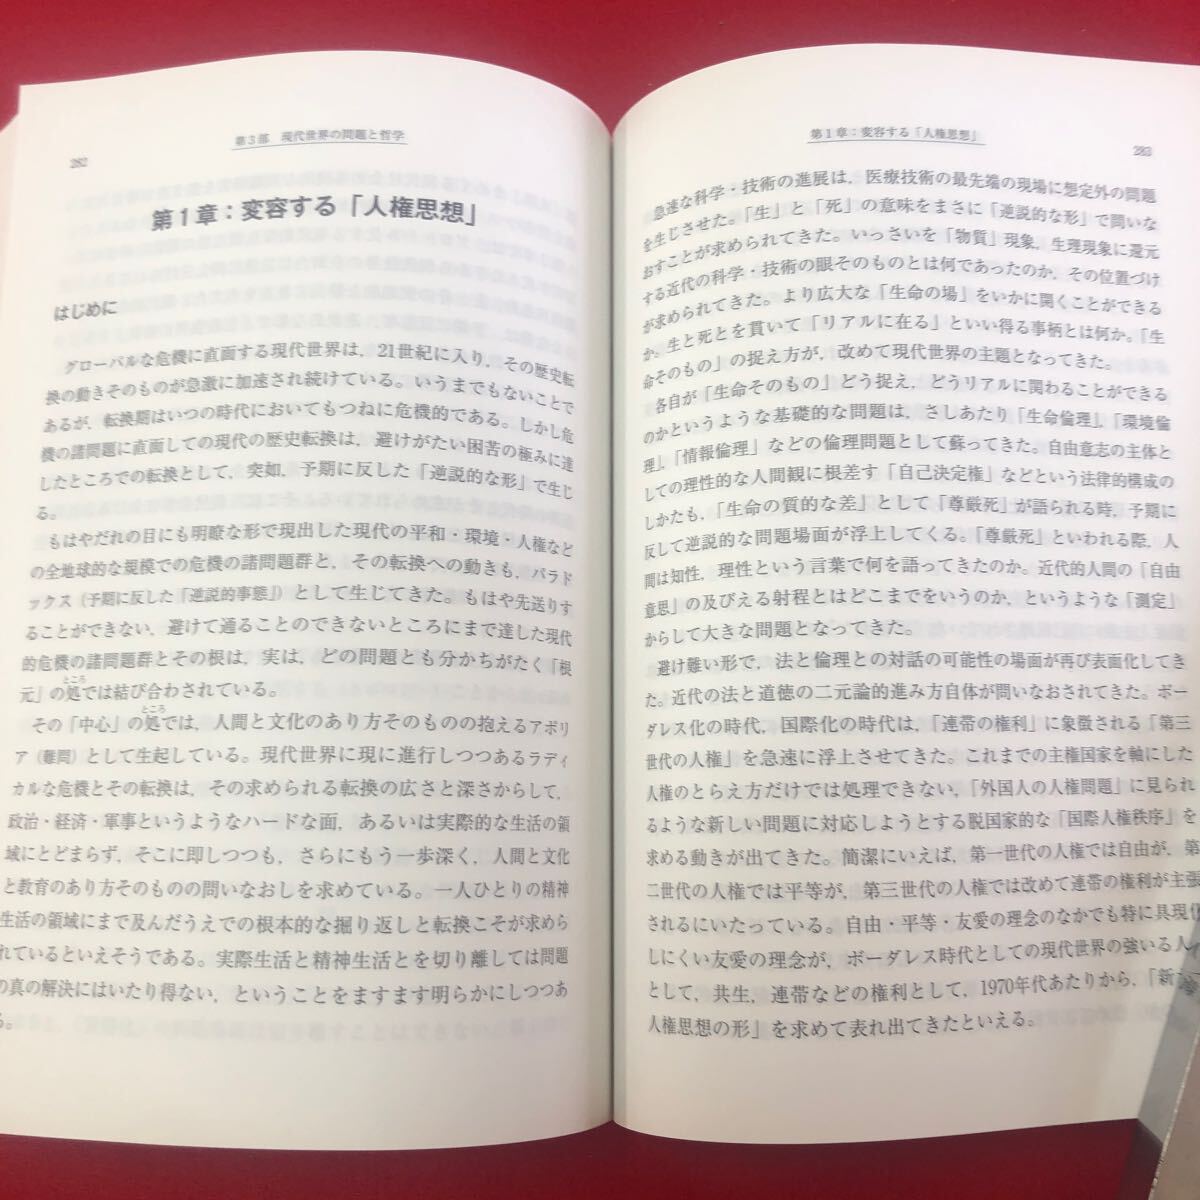 282
第3部 現代世界の問題と哲学
第1章：変容する「人権思想」
はじめに
グローバルな危機に直面する現代世界は，21世紀に入り，その歴史転
換の動きそのものが急激に加速され続けている。いうまでもないことで
あるが，転換期はいつの時代においてもつねに危機的である。しかし危
機の諸問題に直面しての現代の歴史転換は，避けがたい困苦の極みに達
したところでの転換として，突如，予期に反した「逆説的な形」で生じ
る。
もはやだれの目にも明瞭な形で現出した現代の平和・環境・人権など
の全地球的な規模での危機の諸問題群と，その転換への動きも，パラド
ックス（予期に反した「逆説的事態」）として生じてきた。もはや先送りす
ることができない，避けて通ることのできないところにまで達した現代
的危機の諸問題群とその根は，実は，どの問題とも分かちがたく「根
元」の処ところでは結び合わされている。
その「中心」の処ところでは，人間と文化のあり方そのものの抱えるアポリ
ア（難問）として生起している。現代世界に現に進行しつつあるラディ
カルな危機とその転換は，その求められる転換の広さと深さからして，
政治・経済・軍事というようなハードな面，あるいは実際的な生活の領
域にとどまらず，そこに即しつつも，さらにもう一歩深く，人間と文化
と教育のあり方そのものの問いなおしを求めている。一人ひとりの精神
生活の領域にまで及んだうえでの根本的な掘り返しと転換こそが求めら
れているといえそうである。実際生活と精神生活とを切り離しては問題
の真の解決にはいたり得ない，ということをますます明らかにしつつあ
る。
第1章：変容する「人権思想」
283
急速な科学・技術の進展は，医療技術の最先端の現場に想定外の問題
を生じさせた。「生」と「死」の意味をまさに「逆説的な形」で問いな
おすことが求められてきた。いっさいを「物質」現象，生理現象に還元
する近代の科学・技術の眼そのものとは何であったのか，その位置づけ
が求められてきた。より広大な「生命の場」をいかに開くことができる
か，生と死とを貫いて「リアルに在る」といい得る事柄とは何か。「生
命そのもの」の捉え方が，改めて現代世界の主題となってきた。
各自が「生命そのもの」どう捉え，どうリアルに関わることができる
のかというような基礎的な問題は，さしあたり「生命倫理」，「環境倫
理」，「情報倫理」などの倫理問題として蘇ってきた。自由意志の主体と
しての理性的な人間観に根差す「自己決定権」などという法律的構成の
しかたも，「生命の質的な差」として「尊厳死」が語られる時，予期に
反して逆説的な問題場面が浮上してくる。「尊厳死」といわれる際，人
間は知性，理性という言葉で何を語ってきたのか。近代的人間の「自由
意思」の及びえる射程とはどこまでをいうのか，というような「測定」
からして大きな問題となってきた。
避け難い形で，法と倫理との対話の可能性の場面が再び表面化してき
た。近代の法と道徳の二元論的進み方自体が問いなおされてきた。ボー
ダレス化の時代，国際化の時代は，「連帯の権利」に象徴される「第三
世代の人権」を急速に浮上させてきた。これまでの主権国家を軸にした
人権のとらえ方だけでは処理できない，「外国人の人権問題」に見られ
るような新しい問題に対応しようとする脱国家的な「国際人権秩序」を
求める動きが出てきた。簡潔にいえば，第一世代の人権では自由が，第
二世代の人権では平等が，第三世代の人権では改めて連帯の権利が主張
されるにいたっている。自由・平等・友愛の理念のなかでも特に具現化
しにくい友愛の理念が，ボーダレス時代としての現代世界の強いる人
として，共生，連帯などの権利として，1970年代あたりから，「新
人権思想の形」を求めて表れ出てきたといえる。